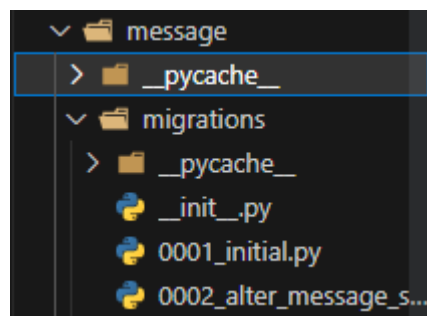 message
__pycache__
migrations
__pycache__
__init__.py
0001_initial.py
0002_alter_message_s...